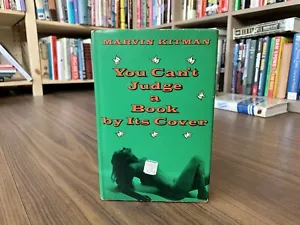 MARVIN KITMAN
You Can't
Judge
a
Book
by Its Cover